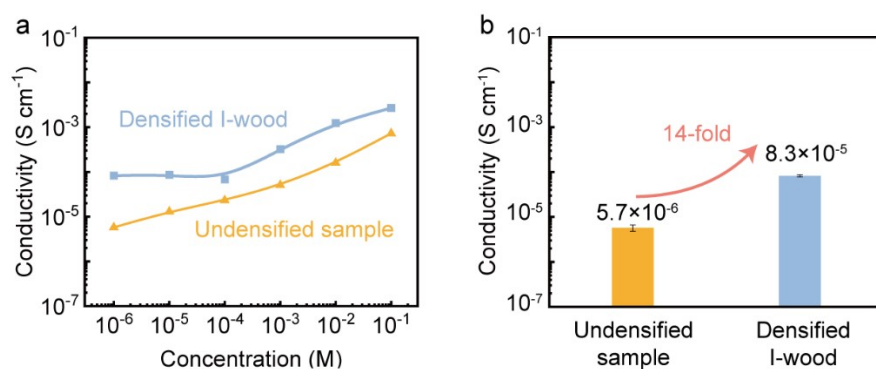 a
Conductivity (S cm⁻¹)
10⁻¹
10⁻³
10⁻⁵
10⁻⁷
Densified I-wood
Undensified sample
10⁻⁶ 10⁻⁵ 10⁻⁴ 10⁻³ 10⁻² 10⁻¹
Concentration (M)
b
Conductivity (S cm⁻¹)
10⁻¹
10⁻³
10⁻⁵
10⁻⁷
14-fold
8.3×10⁻⁵
5.7×10⁻⁶
Undensified
sample
Densified
I-wood